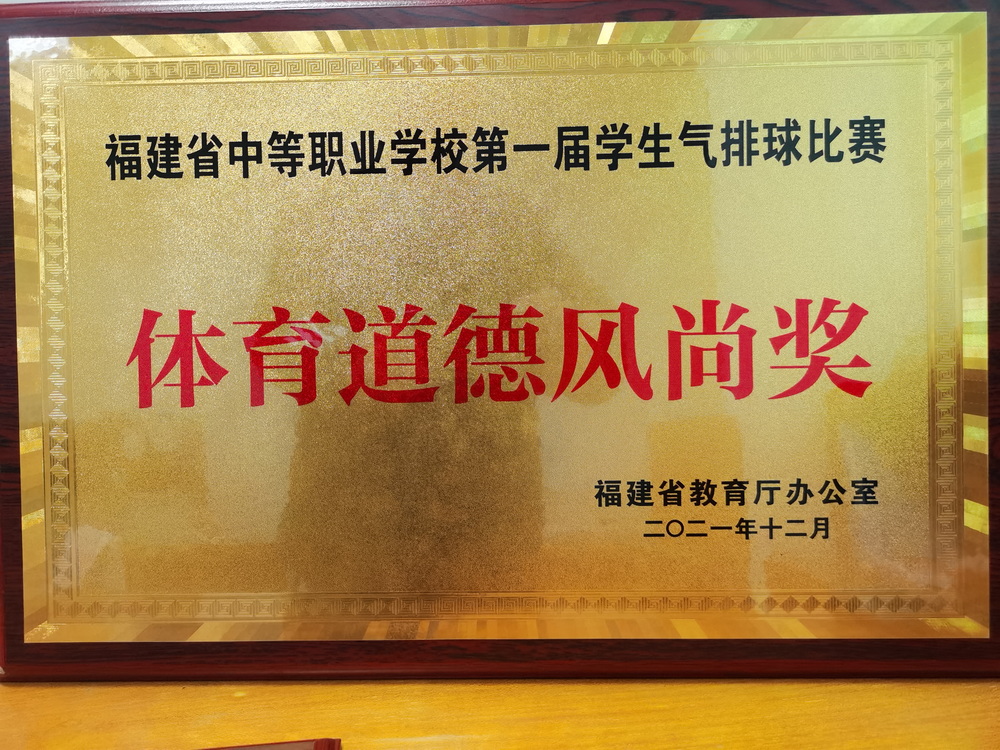 福建省中等职业学校第一届学生气排球比赛
体育道德风尚奖
福建省教育厅办公室
二〇二一年十二月